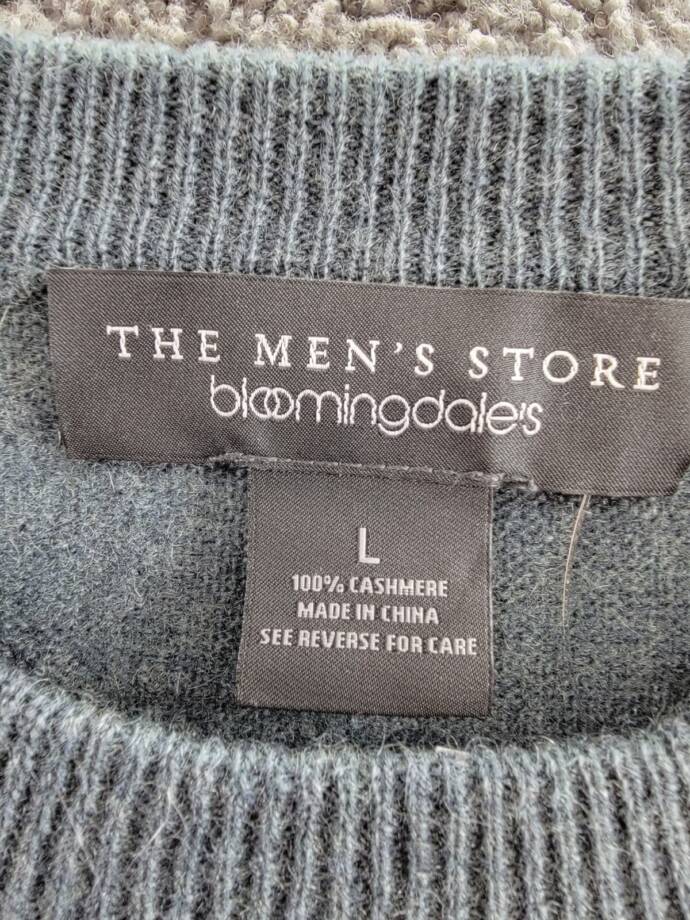 THE MEN'S STORE
bloomingdale's
L
100% CASHMERE
MADE IN CHINA
SEE REVERSE FOR CARE